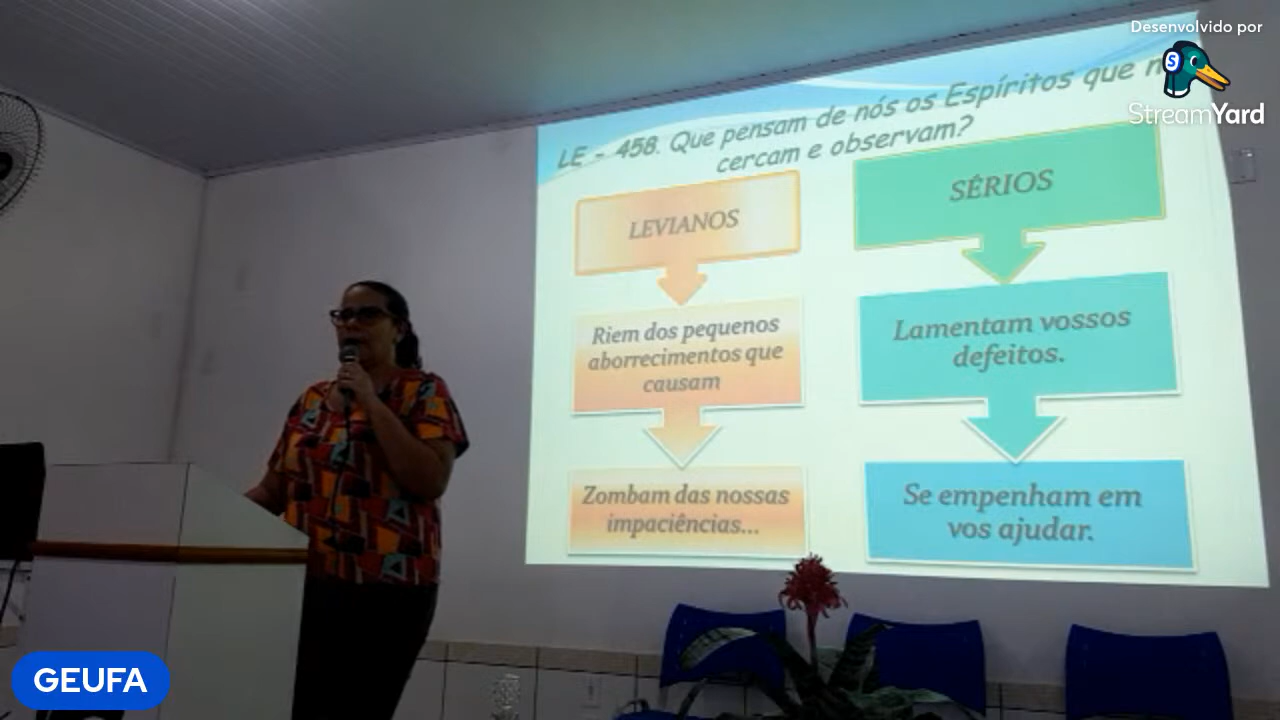 Desenvolvido por
StreamYard
LE - 458. Que pensam de nós os Espíritos que
cercam e observam?
LEVIANOS
Riem dos pequenos
aborrecimentos que
causam
Zombam das nossas
impaciências...
SÉRIOS
Lamentam vossos
defeitos.
Se empenham em
vos ajudar.
GEUFA